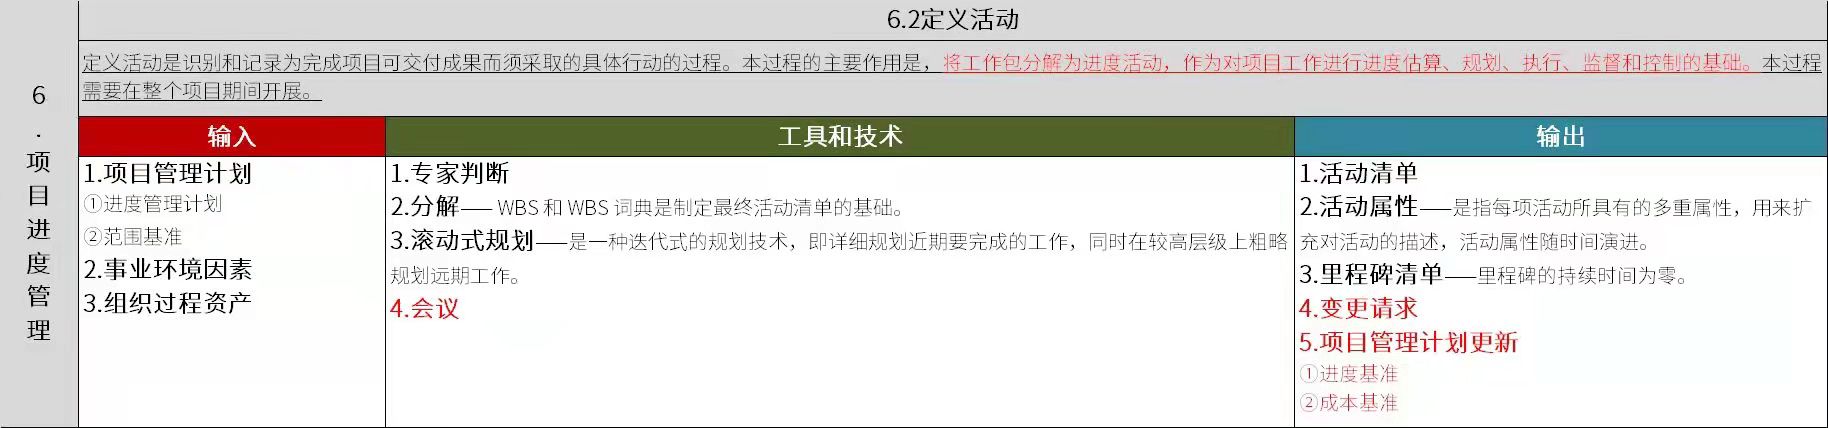 6.项目进度管理
6.2定义活动
定义活动是识别和记录为完成项目可交付成果而须采取的具体行动的过程。本过程的主要作用是，将工作包分解为进度活动，作为对项目工作进行进度估算、规划、执行、监督和控制的基础。本过程
需要在整个项目期间开展。
输入
1.项目管理计划
①进度管理计划
②范围基准
2.事业环境因素
3.组织过程资产
工具和技术
1.专家判断
2.分解—— WBS 和 WBS 词典是制定最终活动清单的基础。
3.滚动式规划——是一种迭代式的规划技术，即详细规划近期要完成的工作，同时在较高层级上粗略
规划远期工作。
4.会议
输出
1.活动清单
2.活动属性——是指每项活动所具有的多重属性，用来扩
充对活动的描述，活动属性随时间演进。
3.里程碑清单——里程碑的持续时间为零。
4.变更请求
5.项目管理计划更新
①进度基准
②成本基准